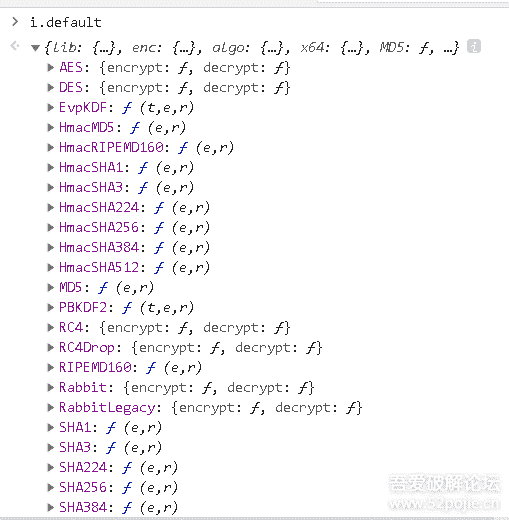 > i.default
{lib: {…}, enc: {…}, algo: {…}, x64: {…}, MD5: ƒ, …} i
AES: {encrypt: ƒ, decrypt: ƒ}
DES: {encrypt: ƒ, decrypt: ƒ}
EvpKDF: ƒ (t,e,r)
HmacMD5: ƒ (e,r)
HmacRIPEMD160: ƒ (e,r)
HmacSHA1: ƒ (e,r)
HmacSHA3: ƒ (e,r)
HmacSHA224: ƒ (e,r)
HmacSHA256: ƒ (e,r)
HmacSHA384: ƒ (e,r)
HmacSHA512: ƒ (e,r)
MD5: ƒ (e,r)
PBKDF2: ƒ (t,e,r)
RC4: {encrypt: ƒ, decrypt: ƒ}
RC4Drop: {encrypt: ƒ, decrypt: ƒ}
RIPEMD160: ƒ (e,r)
Rabbit: {encrypt: ƒ, decrypt: ƒ}
RabbitLegacy: {encrypt: ƒ, decrypt: ƒ}
SHA1: ƒ (e,r)
SHA3: ƒ (e,r)
SHA224: ƒ (e,r)
SHA256: ƒ (e,r)
SHA384: ƒ (e,r)
吾爱破解论坛
www.52pojie.cn